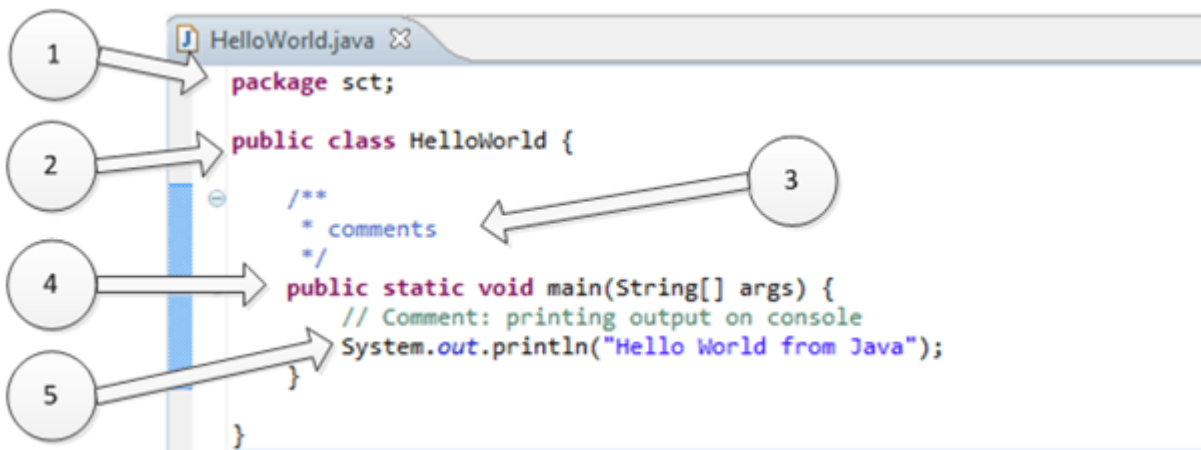 HelloWorld.java
1
package sct;
2
public class HelloWorld {
3
/**
* comments
*/
4
public static void main(String[] args) {
// Comment: printing output on console
5
System.out.println("Hello World from Java");
}
}